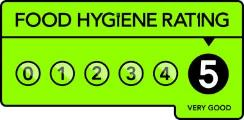 FOOD HYGIENE RATING
0 1 2 3 4 5
VERY GOOD